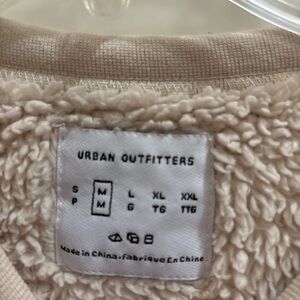 URBAN OUTFITTERS
S M L XL XXL
P M G TG TTG
Made in China·Fabriqué En Chine